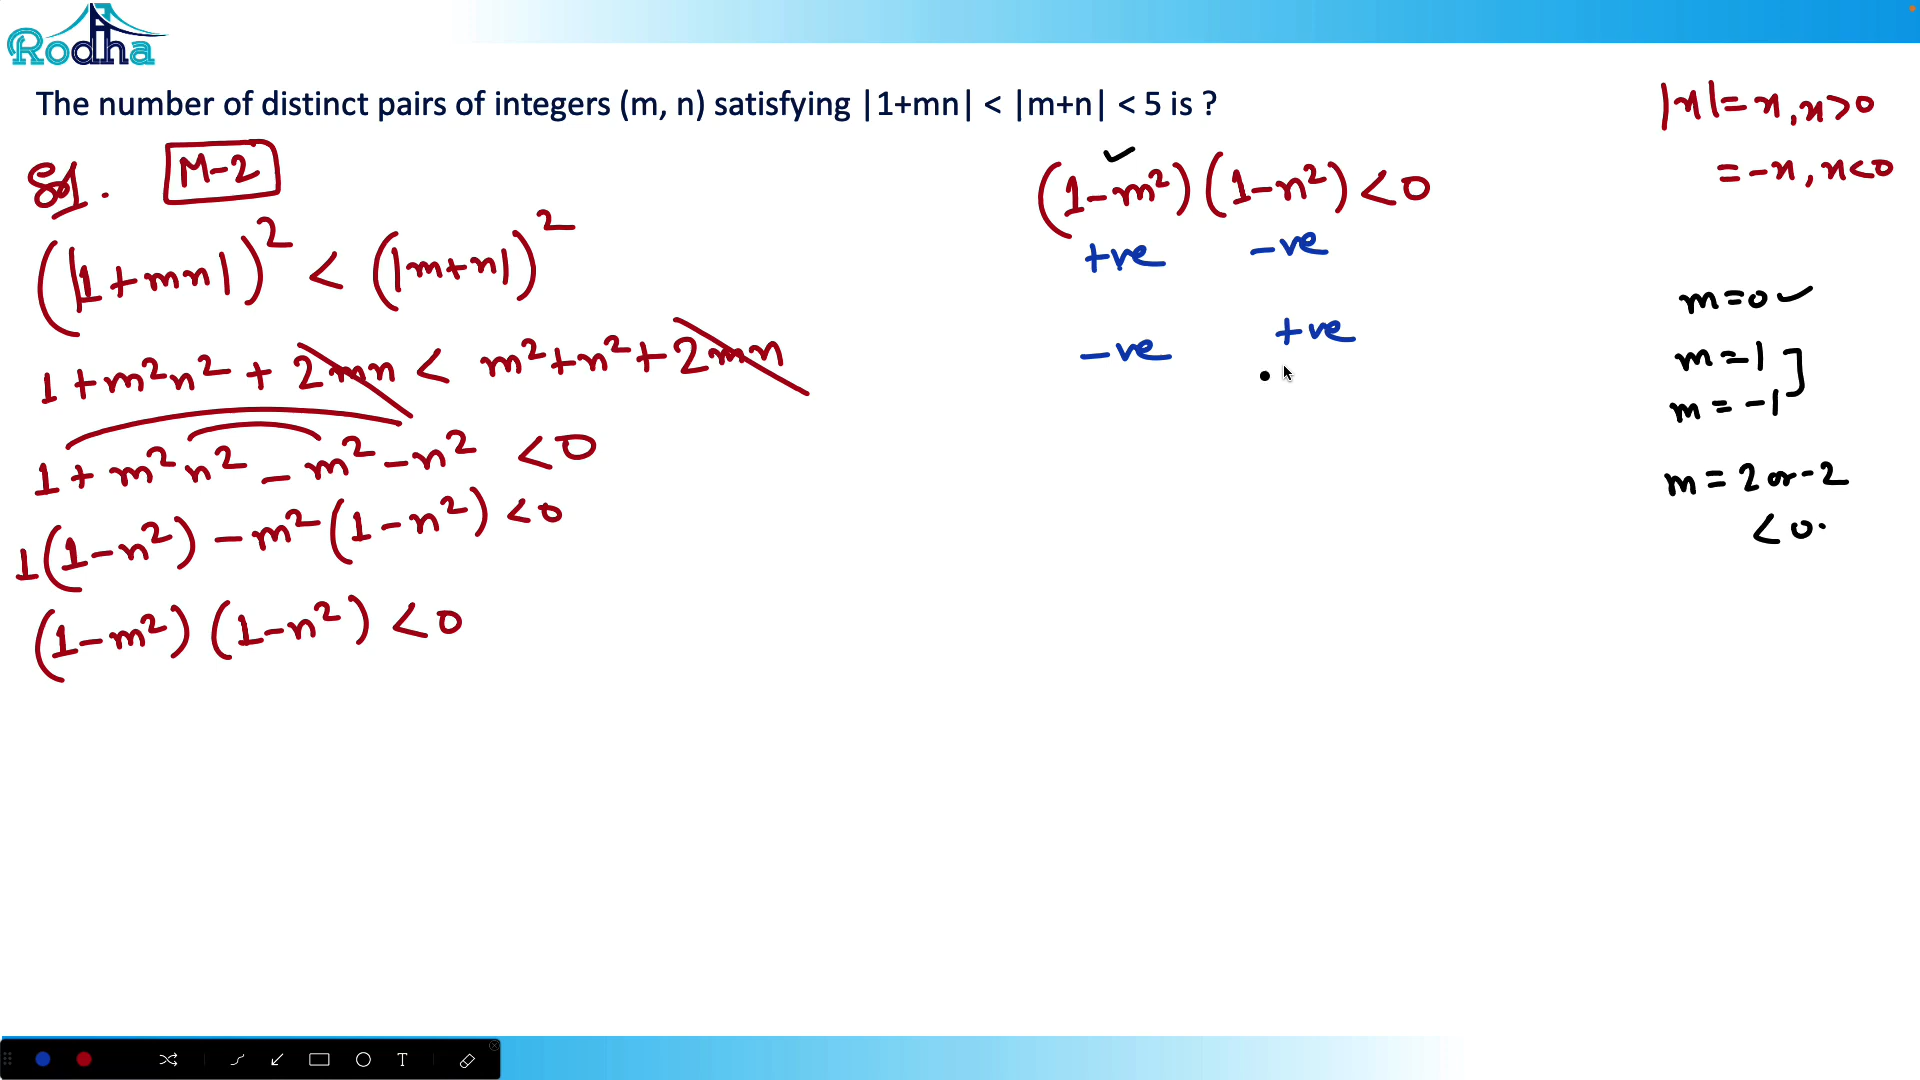 Rodha
The number of distinct pairs of integers (m, n) satisfying |1+mn| < |m+n| < 5 is ?
Sol.
M-2
(|1+mn|)² < (|m+n|)²
1+m²n² + 2mn < m²+n²+2mn
1+m²n² - m² - n² < 0
1(1-n²) - m²(1-n²) < 0
(1-m²)(1-n²) < 0
(1-m²)(1-n²) < 0
+ve -ve
-ve +ve
|x| = x, x>0
= -x, x<0
m=0
m=1
m=-1
m=2 or -2
<0.
T